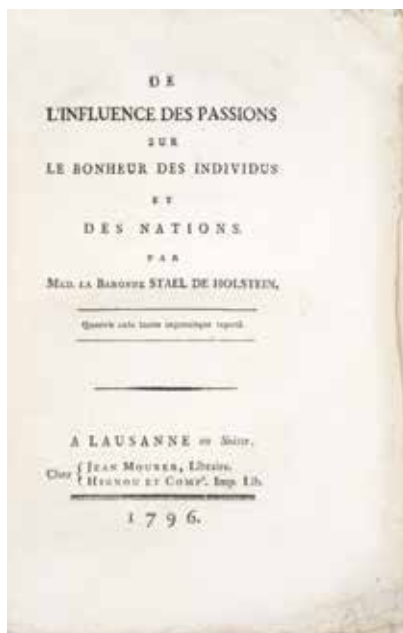 DE
L'INFLUENCE DES PASSIONS
SUR
LE BONHEUR DES INDIVIDUS
ET
DES NATIONS.
PAR
MAD. LA BARONNE STAEL DE HOLSTEIN,
A LAUSANNE en Suisse,
Chez { JEAN MOURER, Libraire.
HIGNOU ET COMPe. Imp. Lib.
1796.